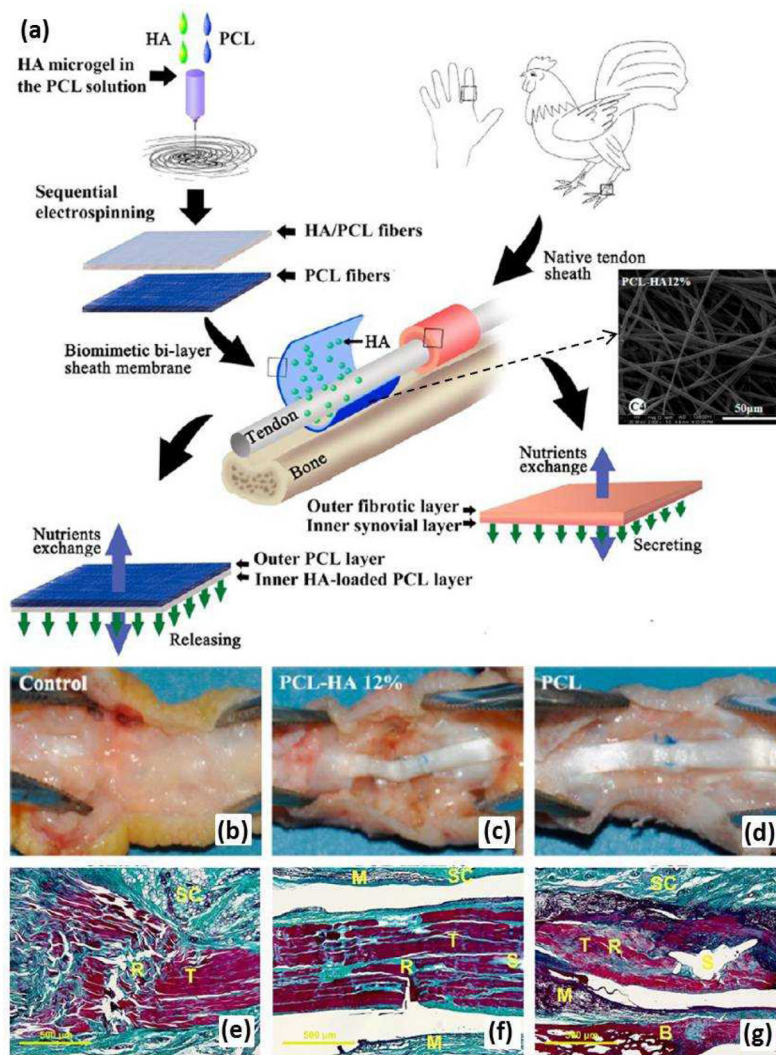 (a)
HA
PCL
HA microgel in
the PCL solution
Sequential
electrospinning
HA/PCL fibers
PCL fibers
Native tendon
sheath
PCL-HA12%
C4
50µm
Biomimetic bi-layer
sheath membrane
HA
Tendon
Bone
Nutrients
exchange
Outer fibrotic layer
Inner synovial layer
Secreting
Nutrients
exchange
Outer PCL layer
Inner HA-loaded PCL layer
Releasing
Control
PCL-HA 12%
PCL
(b)
(c)
(d)
SC
R
T
500 µm
(e)
M
SC
T
R
S
500 µm
M
(f)
SC
T
R
S
M
B
500 µm
(g)